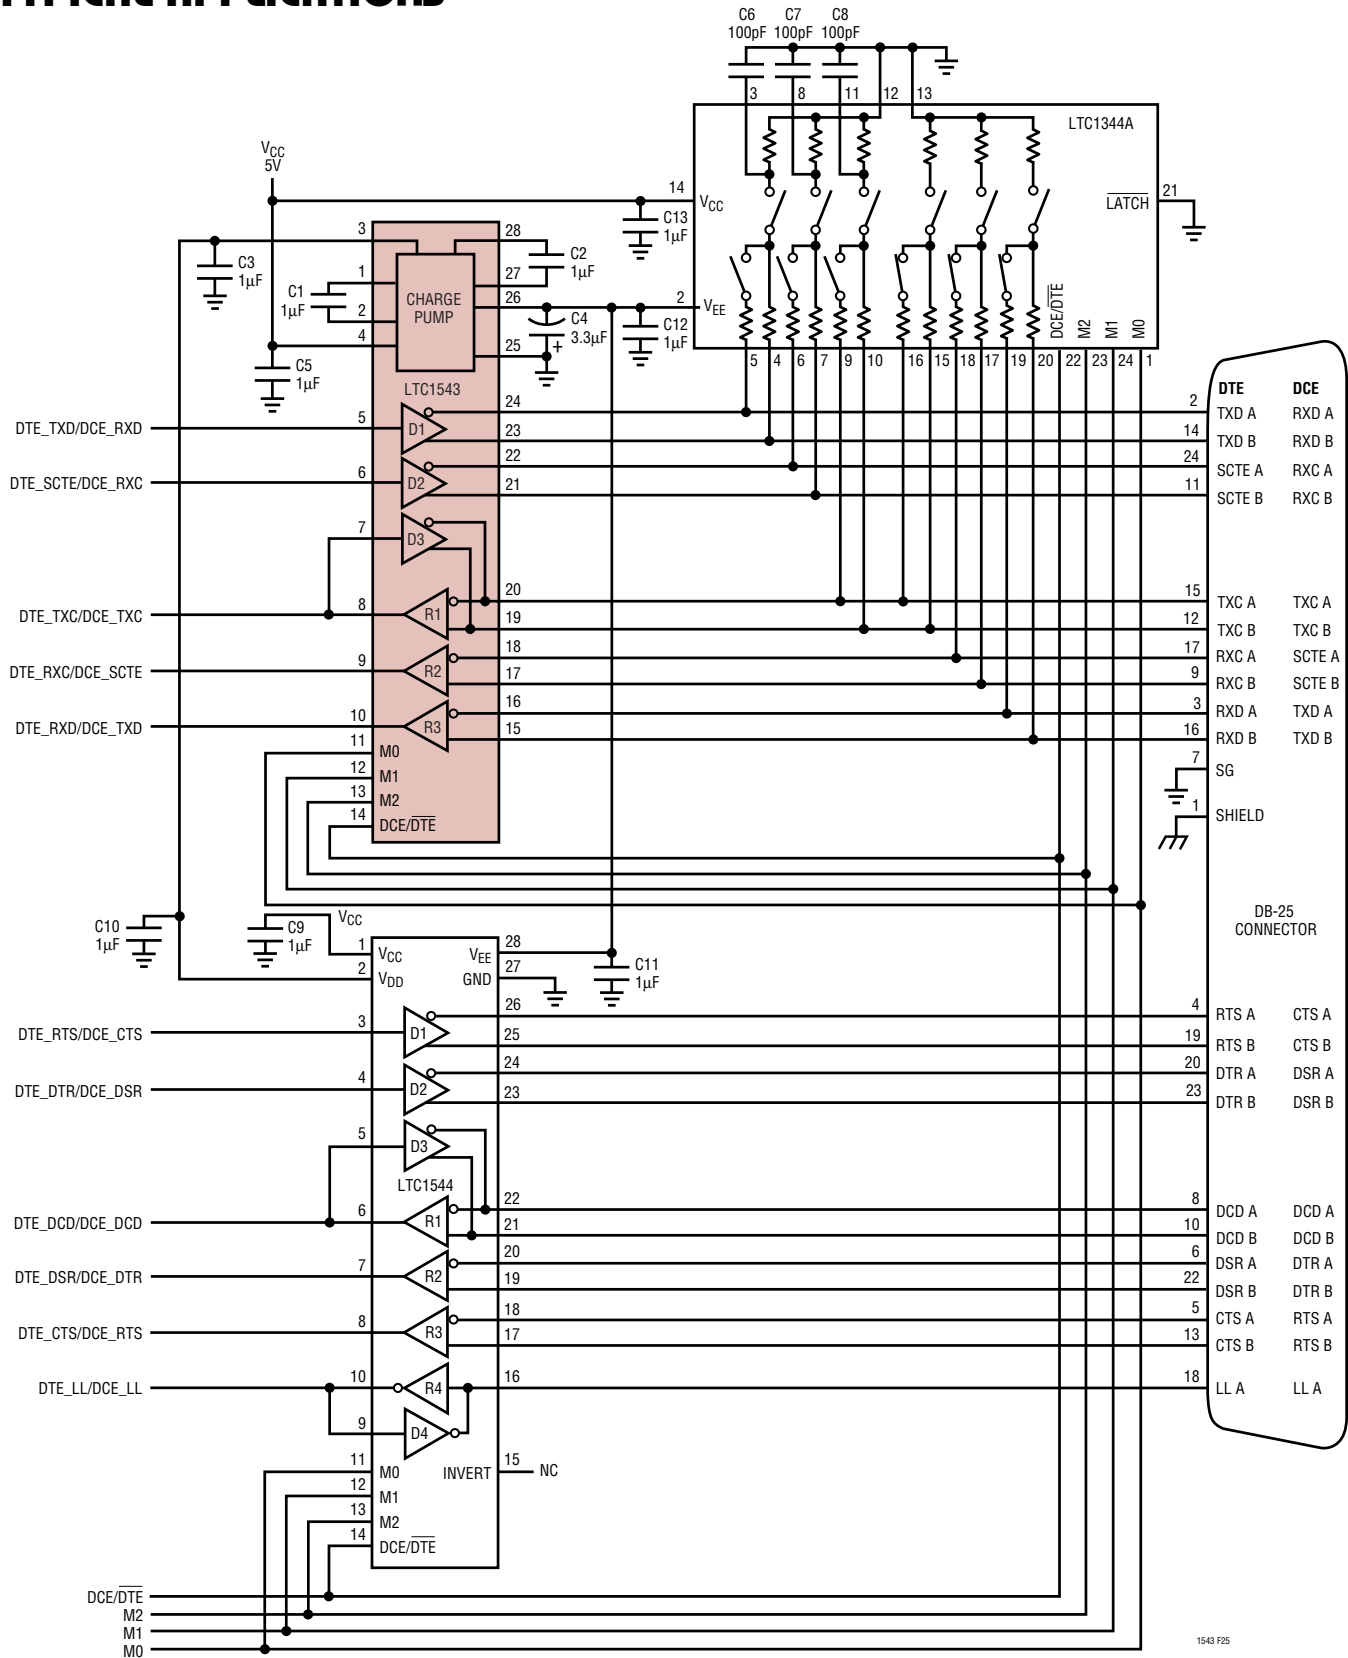 TYPICAL APPLICATIONS
C6 C7 C8
100pF 100pF 100pF
3 8 11 12 13
LTC1344A
VCC
5V
14 VCC
C13
1µF
LATCH 21
3 28
C3
1µF
C2
1µF
1 27
C1
1µF
CHARGE
PUMP
2 26
C4
3.3µF
+
2 VEE
C12
1µF
4 25
C5
1µF
DCE/DTE M2 M1 M0
5 4 6 7 9 10 16 15 18 17 19 20 22 23 24 1
LTC1543
DTE DCE
DTE_TXD/DCE_RXD 5 D1 24 2 TXD A RXD A
23 14 TXD B RXD B
DTE_SCTE/DCE_RXC 6 D2 22 24 SCTE A RXC A
21 11 SCTE B RXC B
7 D3
DTE_TXC/DCE_TXC 8 R1 20 15 TXC A TXC A
19 12 TXC B TXC B
DTE_RXC/DCE_SCTE 9 R2 18 17 RXC A SCTE A
17 9 RXC B SCTE B
DTE_RXD/DCE_TXD 10 R3 16 3 RXD A TXD A
15 16 RXD B TXD B
11 M0
12 M1
13 M2
14 DCE/DTE
7 SG
1 SHIELD
DB-25
CONNECTOR
C10
1µF
C9
1µF
VCC
1 VCC VEE 28
2 VDD GND 27
C11
1µF
DTE_RTS/DCE_CTS 3 D1 26 4 RTS A CTS A
25 19 RTS B CTS B
DTE_DTR/DCE_DSR 4 D2 24 20 DTR A DSR A
23 23 DTR B DSR B
5 D3
LTC1544
DTE_DCD/DCE_DCD 6 R1 22 8 DCD A DCD A
21 10 DCD B DCD B
DTE_DSR/DCE_DTR 7 R2 20 6 DSR A DTR A
19 22 DSR B DTR B
DTE_CTS/DCE_RTS 8 R3 18 5 CTS A RTS A
17 13 CTS B RTS B
DTE_LL/DCE_LL 10 R4 16 18 LL A LL A
9 D4
11 M0 INVERT 15 NC
12 M1
13 M2
14 DCE/DTE
DCE/DTE
M2
M1
M0
1543 F25